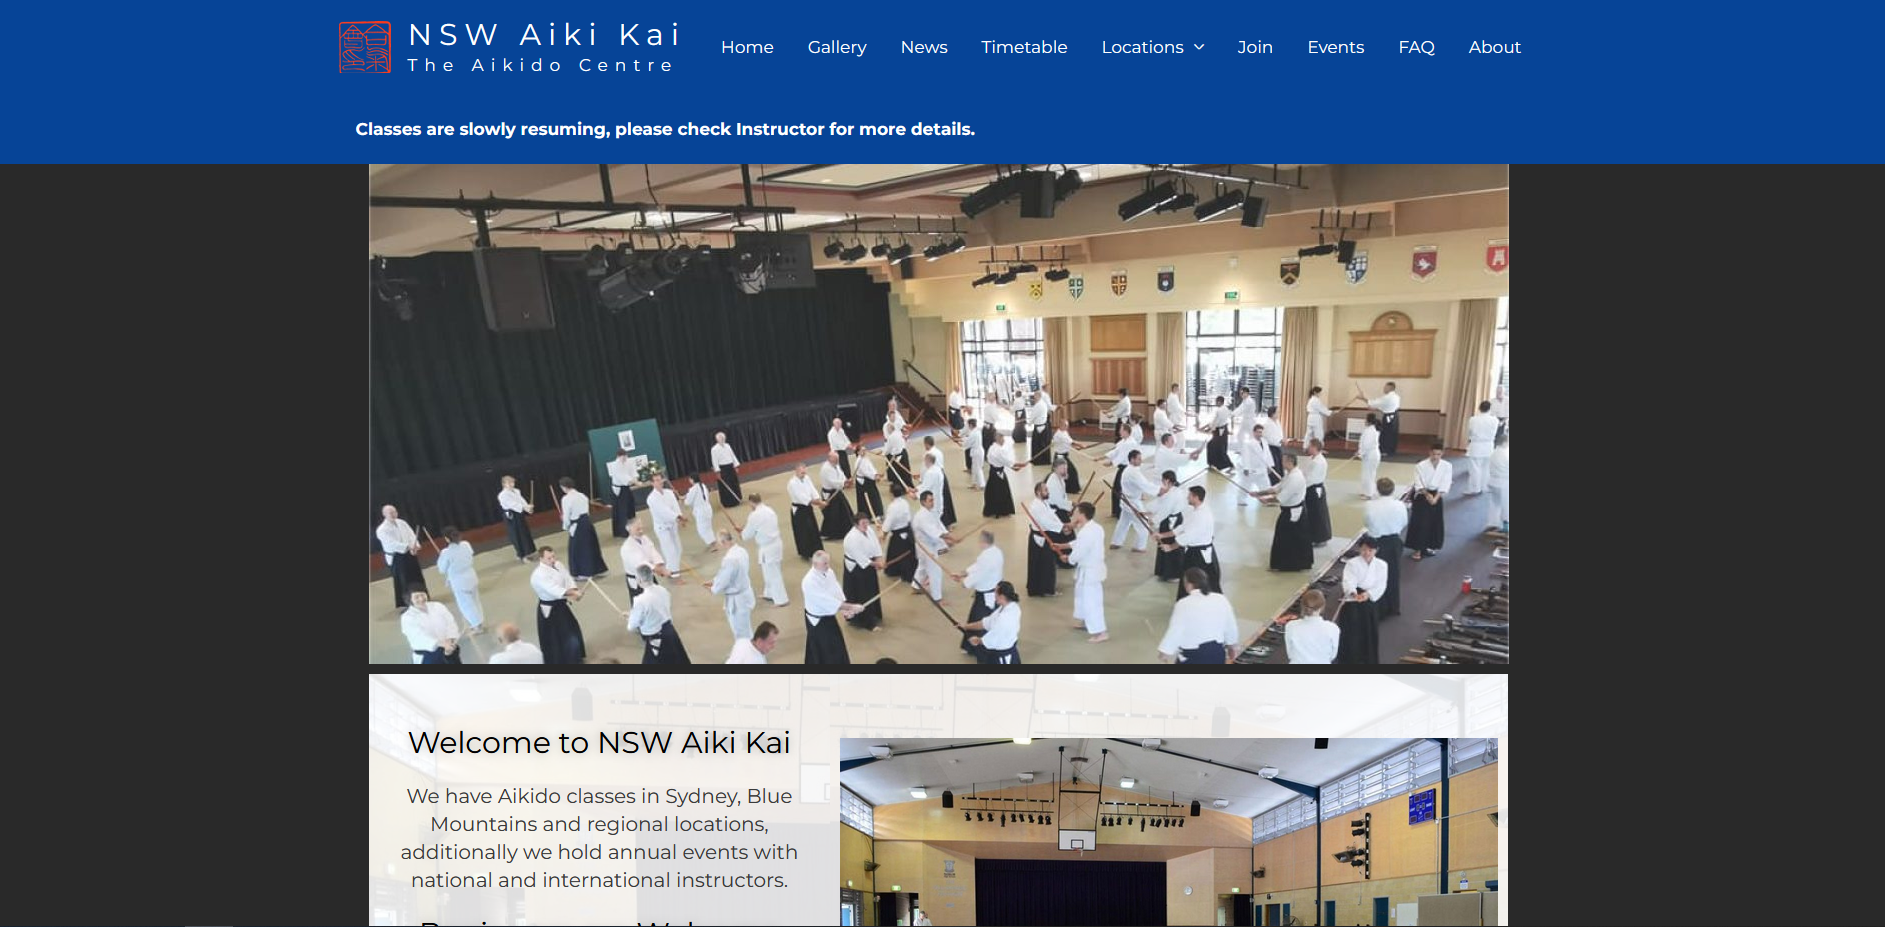 NSW Aiki Kai
The Aikido Centre
Home Gallery News Timetable Locations Join Events FAQ About
Classes are slowly resuming, please check Instructor for more details.
Welcome to NSW Aiki Kai
We have Aikido classes in Sydney, Blue
Mountains and regional locations,
additionally we hold annual events with
national and international instructors.